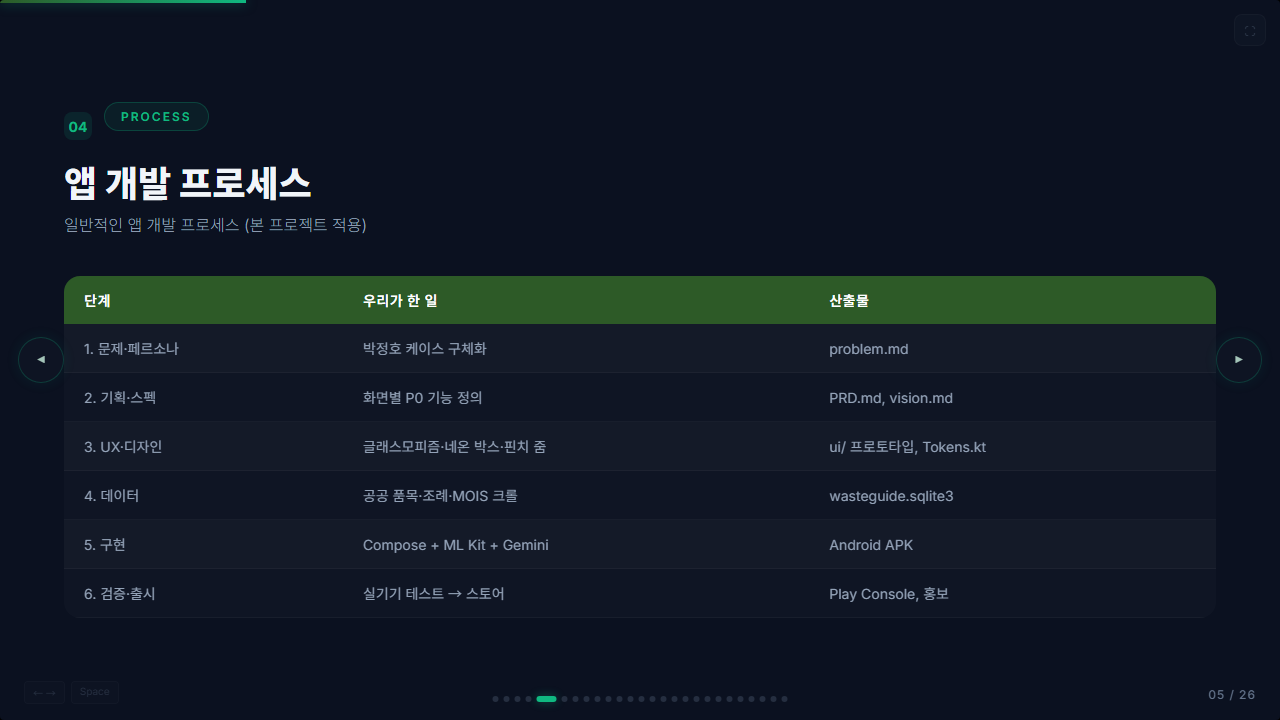 04
PROCESS
앱 개발 프로세스
일반적인 앱 개발 프로세스 (본 프로젝트 적용)
단계 우리가 한 일 산출물
1. 문제·페르소나 박정호 케이스 구체화 problem.md
2. 기획·스펙 화면별 P0 기능 정의 PRD.md, vision.md
3. UX·디자인 글래스모피즘·네온 박스·핀치 줌 ui/ 프로토타입, Tokens.kt
4. 데이터 공공 품목·조례·MOIS 크롤 wasteguide.sqlite3
5. 구현 Compose + ML Kit + Gemini Android APK
6. 검증·출시 실기기 테스트 → 스토어 Play Console, 홍보
← → Space
05 / 26